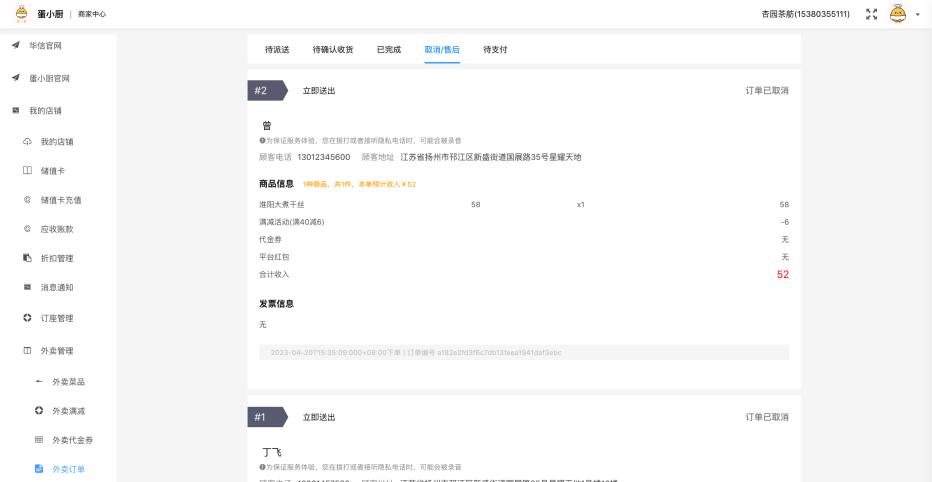 蛋小厨 | 商家中心
杏园茶舫(15380355111)
华信官网
蛋小厨官网
我的店铺
我的店铺
储值卡
储值卡充值
应收账款
折扣管理
消息通知
订座管理
外卖管理
外卖菜品
外卖满减
外卖代金券
外卖订单
待派送 待确认收货 已完成 取消/售后 待支付
#2 立即送出 订单已取消
曾
为保证服务体验，您在拨打或者接听隐私电话时，可能会被录音
顾客电话 13012345600 顾客地址 江苏省扬州市邗江区新盛街道国展路35号星耀天地
商品信息 1种商品，共1件，本单预计收入￥52
淮阳大煮干丝 58 x1 58
满减活动(满40减6) -6
代金券 无
平台红包 无
合计收入 52
发票信息
无
2023-04-20T15:35:09.000+08:00下单 | 订单编号 a182e2fd3f6c7db13feea1941daf3ebc
#1 立即送出 订单已取消
丁飞
为保证服务体验，您在拨打或者接听隐私电话时，可能会被录音